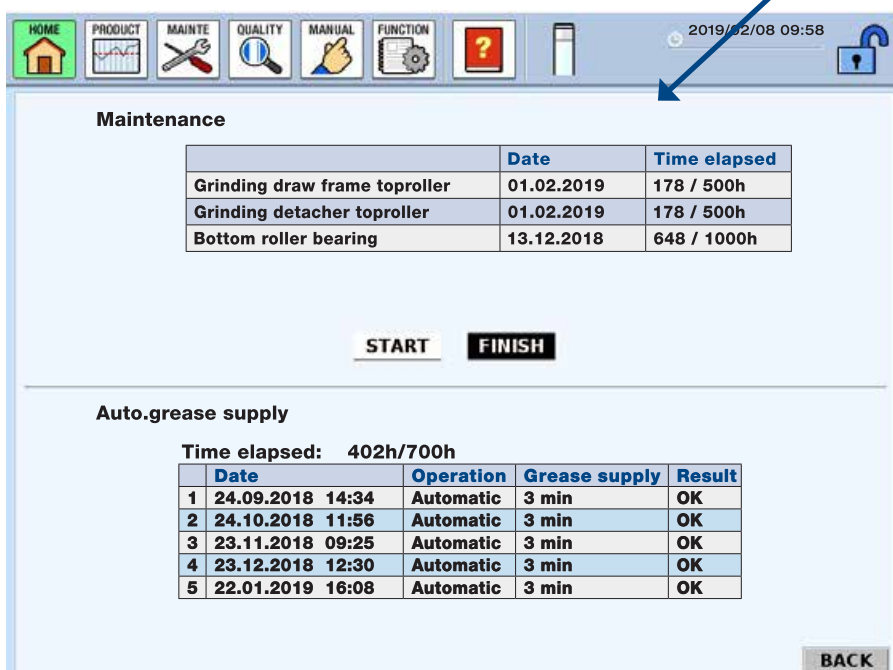 HOME PRODUCT MAINTE QUALITY MANUAL FUNCTION ? 2019/02/08 09:58
Maintenance
Date Time elapsed
Grinding draw frame toproller 01.02.2019 178 / 500h
Grinding detacher toproller 01.02.2019 178 / 500h
Bottom roller bearing 13.12.2018 648 / 1000h
START FINISH
Auto.grease supply
Time elapsed: 402h/700h
Date Operation Grease supply Result
1 24.09.2018 14:34 Automatic 3 min OK
2 24.10.2018 11:56 Automatic 3 min OK
3 23.11.2018 09:25 Automatic 3 min OK
4 23.12.2018 12:30 Automatic 3 min OK
5 22.01.2019 16:08 Automatic 3 min OK
BACK